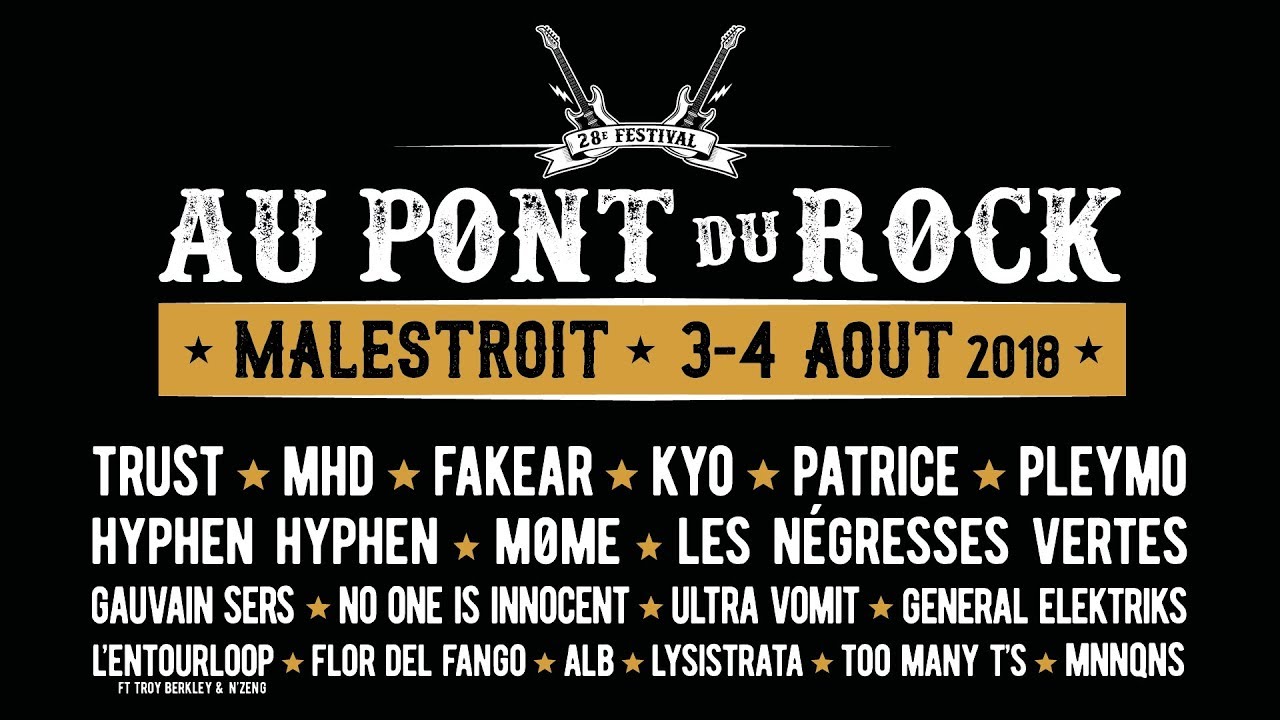 28E FESTIVAL
AU PONT DU RØCK
★ MALESTROIT ★ 3-4 AOUT 2018 ★
TRUST ★ MHD ★ FAKEAR ★ KYO ★ PATRICE ★ PLEYMO
HYPHEN HYPHEN ★ MØME ★ LES NÉGRESSES VERTES
GAUVAIN SERS ★ NO ONE IS INNOCENT ★ ULTRA VOMIT ★ GENERAL ELEKTRIKS
L'ENTOURLOOP ★ FLOR DEL FANGO ★ ALB ★ LYSISTRATA ★ TOO MANY T'S ★ MNNQNS
FT TROY BERKLEY & N'ZENG